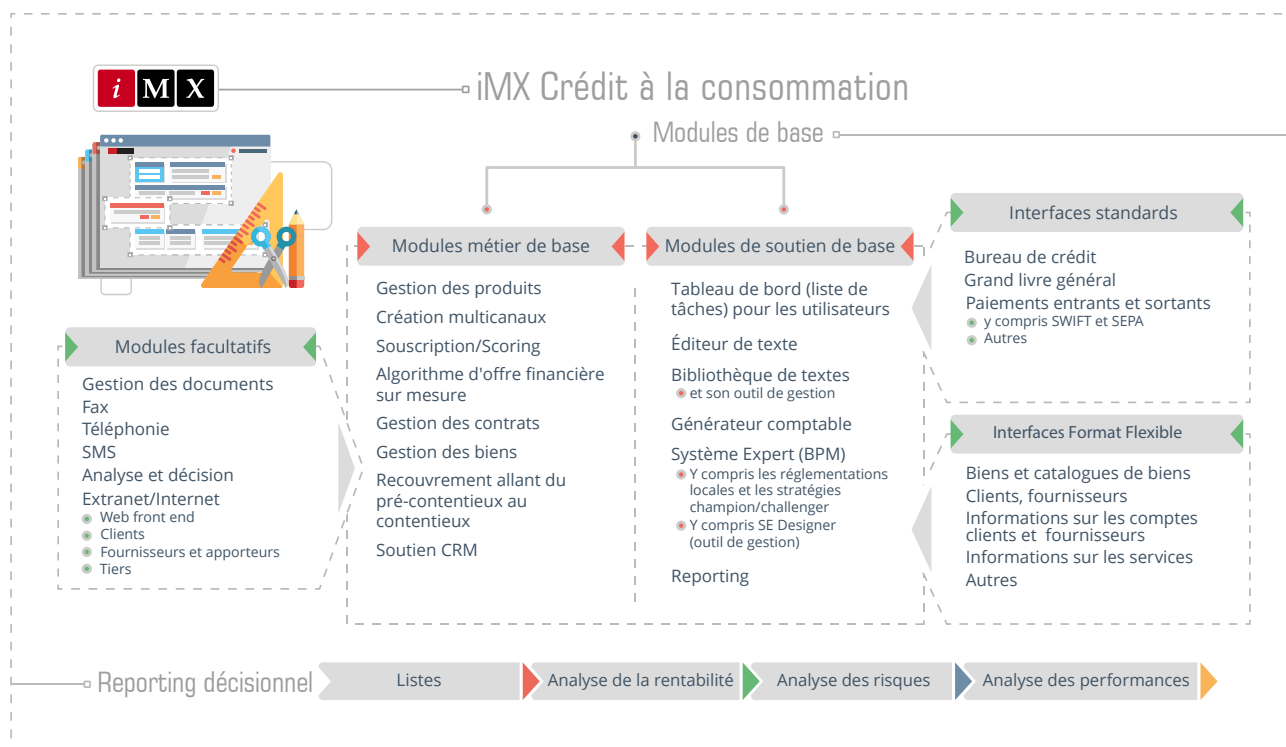 iMX
iMX Crédit à la consommation
Modules de base
Modules métier de base
Gestion des produits
Création multicanaux
Souscription/Scoring
Algorithme d'offre financière
sur mesure
Gestion des contrats
Gestion des biens
Recouvrement allant du
pré-contentieux au
contentieux
Soutien CRM
Modules de soutien de base
Tableau de bord (liste de
tâches) pour les utilisateurs
Éditeur de texte
Bibliothèque de textes
et son outil de gestion
Générateur comptable
Système Expert (BPM)
Y compris les réglementations
locales et les stratégies
champion/challenger
Y compris SE Designer
(outil de gestion)
Reporting
Interfaces standards
Bureau de crédit
Grand livre général
Paiements entrants et sortants
y compris SWIFT et SEPA
Autres
Interfaces Format Flexible
Biens et catalogues de biens
Clients, fournisseurs
Informations sur les comptes
clients et fournisseurs
Informations sur les services
Autres
Modules facultatifs
Gestion des documents
Fax
Téléphonie
SMS
Analyse et décision
Extranet/Internet
Web front end
Clients
Fournisseurs et apporteurs
Tiers
Reporting décisionnel
Listes
Analyse de la rentabilité
Analyse des risques
Analyse des performances